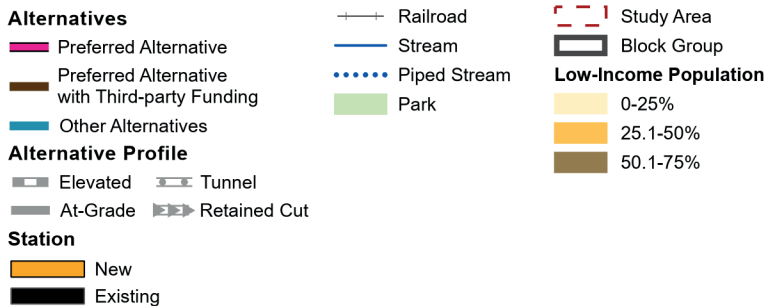 Alternatives
Preferred Alternative
Preferred Alternative
with Third-party Funding
Other Alternatives
Alternative Profile
Elevated
Tunnel
At-Grade
Retained Cut
Station
New
Existing
Railroad
Stream
Piped Stream
Park
Study Area
Block Group
Low-Income Population
0-25%
25.1-50%
50.1-75%